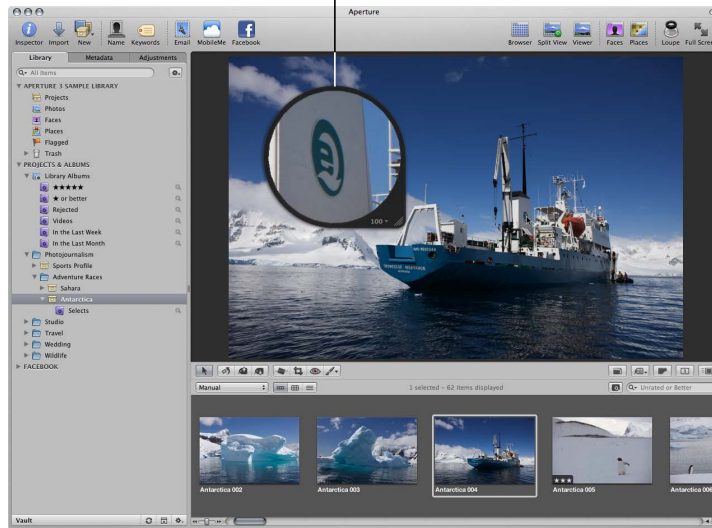 Aperture
Inspector Import New Name Keywords Email MobileMe Facebook Browser Split View Viewer Faces Places Loupe Full Scre
Library Metadata Adjustments
All Items
APERTURE 3 SAMPLE LIBRARY
Projects
Photos
Faces
Places
Flagged
Trash
PROJECTS & ALBUMS
Library Albums
★★★★★
★ or better
Rejected
Videos
In the Last Week
In the Last Month
Photojournalism
Sports Profile
Adventure Races
Sahara
Antarctica
Selects
Studio
Travel
Wedding
Wildlife
FACEBOOK
100
Manual 1 selected - 62 items displayed Unrated or Better
★★★
Antarctica 002 Antarctica 003 Antarctica 004 Antarctica 005 Antarctica 006
Vault